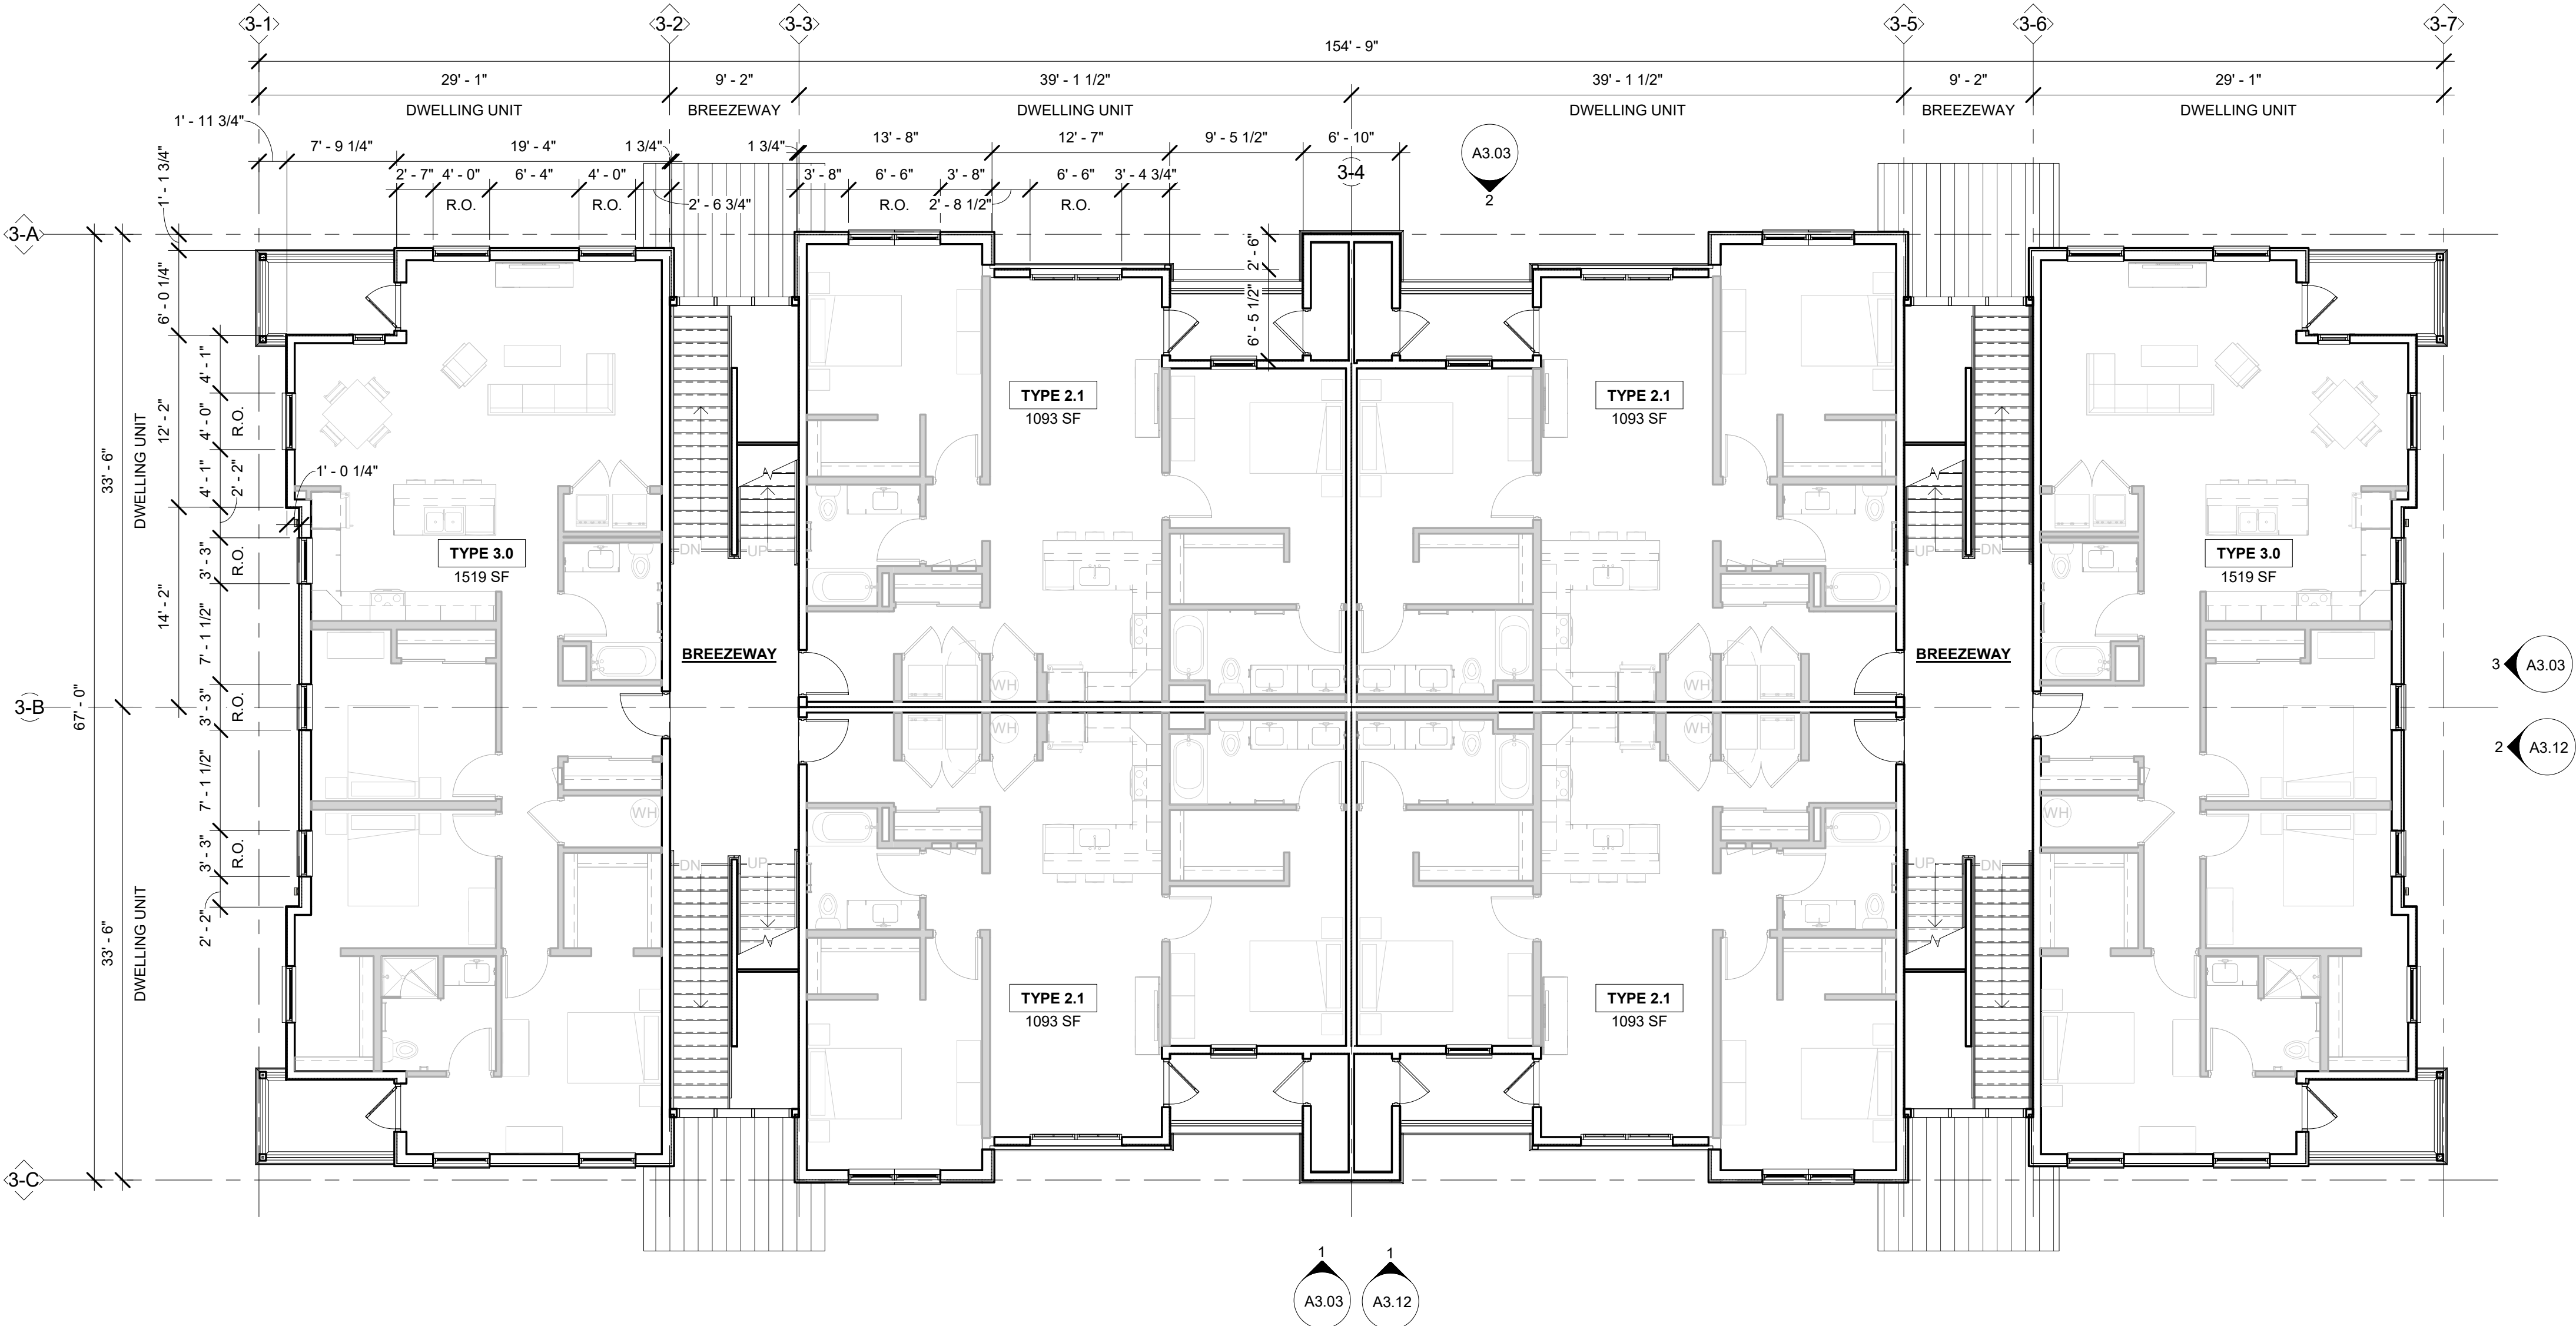 3-1
3-2
3-3
3-5
3-6
3-7
154' - 9"
29' - 1"
9' - 2"
39' - 1 1/2"
39' - 1 1/2"
9' - 2"
29' - 1"
DWELLING UNIT
BREEZEWAY
DWELLING UNIT
DWELLING UNIT
BREEZEWAY
DWELLING UNIT
1' - 11 3/4"
7' - 9 1/4"
19' - 4"
1 3/4"
1 3/4"
13' - 8"
12' - 7"
9' - 5 1/2"
6' - 10"
3-4
A3.03
2
2' - 7"
4' - 0"
6' - 4"
4' - 0"
3' - 8"
6' - 6"
3' - 8"
6' - 6"
3' - 4 3/4"
R.O.
R.O.
2' - 6 3/4"
R.O.
2' - 8 1/2"
R.O.
1' - 1 3/4"
3-A
6' - 0 1/4"
2' - 6"
6' - 5 1/2"
33' - 6"
DWELLING UNIT
12' - 2"
4' - 1"
4' - 0"
R.O.
4' - 1"
2' - 2"
1' - 0 1/4"
TYPE 2.1
1093 SF
TYPE 2.1
1093 SF
14' - 2"
3' - 3"
R.O.
7' - 1 1/2"
3' - 3"
R.O.
TYPE 3.0
1519 SF
DN
UP
UP
DN
TYPE 3.0
1519 SF
BREEZEWAY
BREEZEWAY
WH
WH
3
A3.03
3-B
67' - 0"
WH
WH
2
A3.12
7' - 1 1/2"
3' - 3"
R.O.
2' - 2"
WH
WH
DN
UP
UP
DN
33' - 6"
DWELLING UNIT
TYPE 2.1
1093 SF
TYPE 2.1
1093 SF
3-C
1
1
A3.03
A3.12